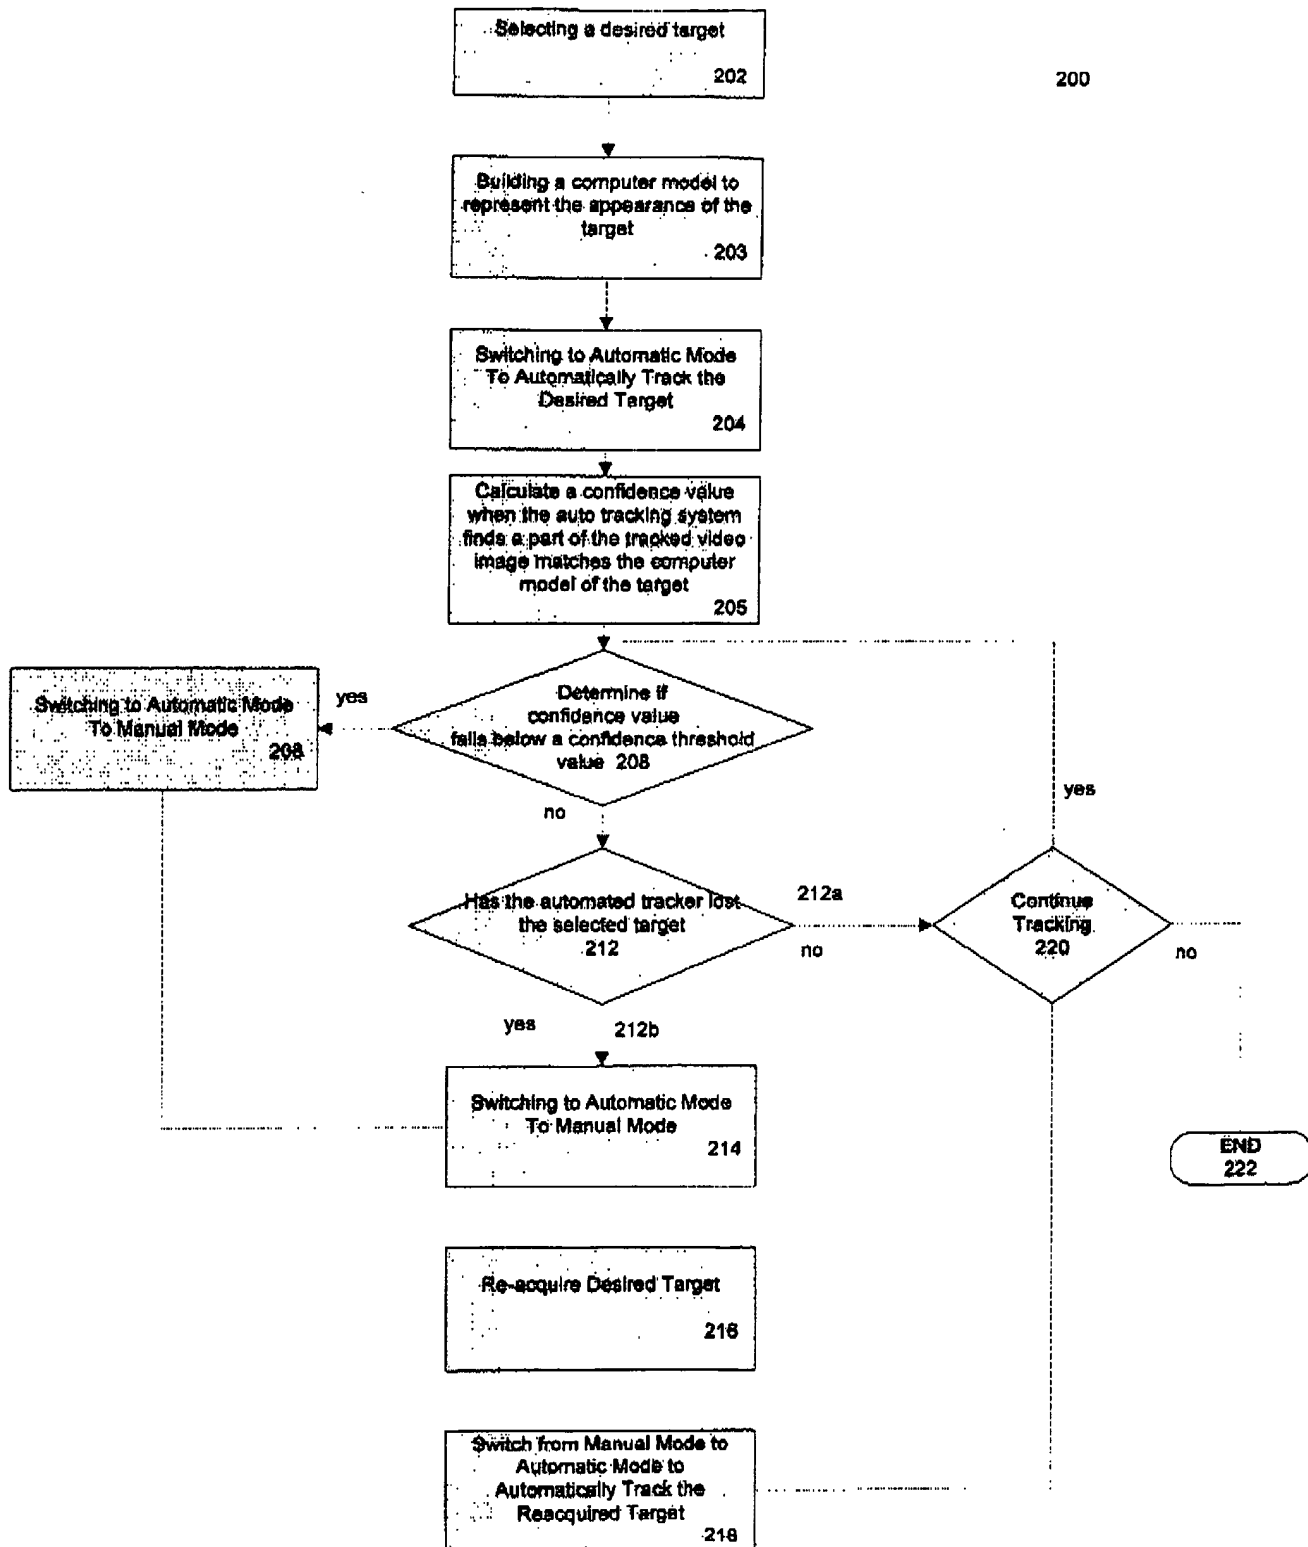 Selecting a desired target
202
200
Building a computer model to
represent the appearance of the
target
203
Switching to Automatic Mode
To Automatically Track the
Desired Target
204
Calculate a confidence value
when the auto tracking system
finds a part of the tracked video
image matches the computer
model of the target
205
Determine if
confidence value
falls below a confidence threshold
value 208
yes
Switching to Automatic Mode
To Manual Mode
208
no
yes
Has the automated tracker lost
the selected target
212
212a
no
Continue
Tracking
220
no
yes
212b
Switching to Automatic Mode
To Manual Mode
214
END
222
Re-acquire Desired Target
216
Switch from Manual Mode to
Automatic Mode to
Automatically Track the
Reacquired Target
218